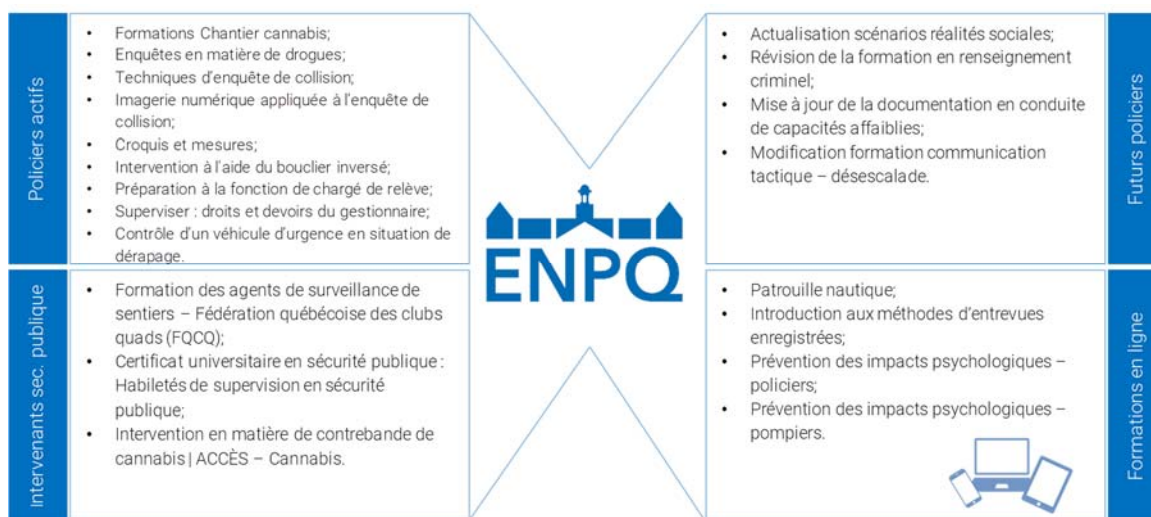 Policiers actifs
• Formations Chantier cannabis;
• Enquêtes en matière de drogues;
• Techniques d'enquête de collision;
• Imagerie numérique appliquée à l'enquête de
collision;
• Croquis et mesures;
• Intervention à l'aide du bouclier inversé;
• Préparation à la fonction de chargé de relève;
• Superviser : droits et devoirs du gestionnaire;
• Contrôle d'un véhicule d'urgence en situation de
dérapage.
• Actualisation scénarios réalités sociales;
• Révision de la formation en renseignement
criminel;
• Mise à jour de la documentation en conduite
de capacités affaiblies;
• Modification formation communication
tactique – désescalade.
Futurs policiers
ENPQ
Intervenants sec. publique
• Formation des agents de surveillance de
sentiers – Fédération québécoise des clubs
quads (FQCQ);
• Certificat universitaire en sécurité publique :
Habiletés de supervision en sécurité
publique;
• Intervention en matière de contrebande de
cannabis | ACCÈS – Cannabis.
• Patrouille nautique;
• Introduction aux méthodes d'entrevues
enregistrées;
• Prévention des impacts psychologiques –
policiers;
• Prévention des impacts psychologiques –
pompiers.
Formations en ligne